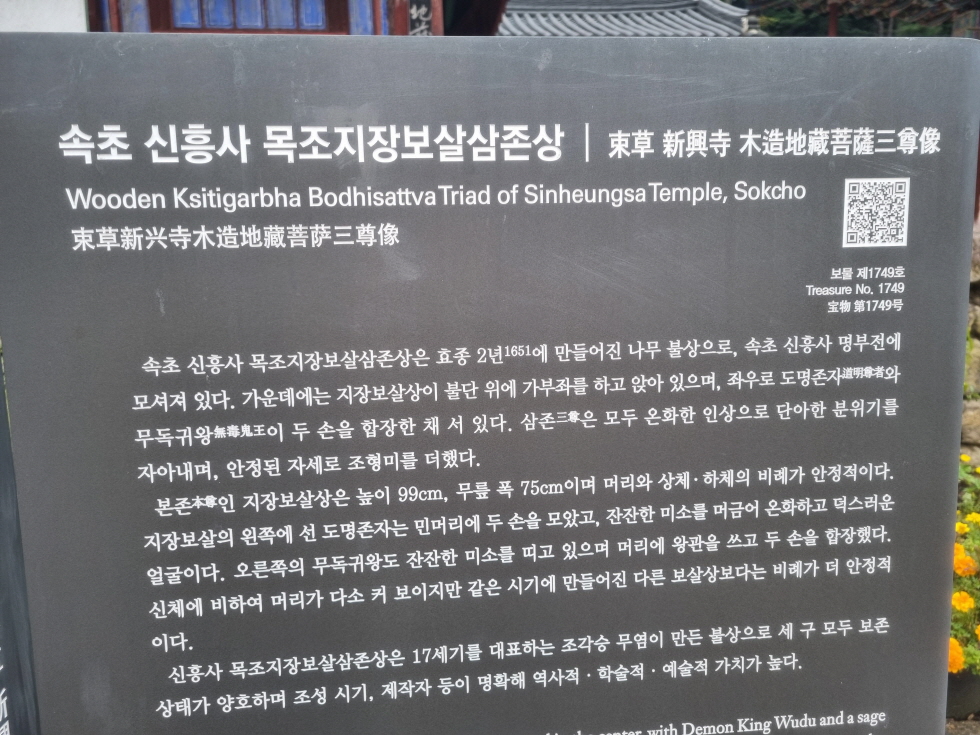 속초 신흥사 목조지장보살삼존상 | 束草 新興寺 木造地藏菩薩三尊像
Wooden Ksitigarbha Bodhisattva Triad of Sinheungsa Temple, Sokcho
束草新兴寺木造地藏菩萨三尊像
보물 제1749호
Treasure No. 1749
宝物 第1749号
속초 신흥사 목조지장보살삼존상은 효종 2년1651에 만들어진 나무 불상으로, 속초 신흥사 명부전에
모셔져 있다. 가운데에는 지장보살상이 불단 위에 가부좌를 하고 앉아 있으며, 좌우로 도명존자道明尊者와
무독귀왕無毒鬼王이 두 손을 합장한 채 서 있다. 삼존三尊은 모두 온화한 인상으로 단아한 분위기를
자아내며, 안정된 자세로 조형미를 더했다.
본존本尊인 지장보살상은 높이 99cm, 무릎 폭 75cm이며 머리와 상체·하체의 비례가 안정적이다.
지장보살의 왼쪽에 선 도명존자는 민머리에 두 손을 모았고, 잔잔한 미소를 머금어 온화하고 덕스러운
얼굴이다. 오른쪽의 무독귀왕도 잔잔한 미소를 띠고 있으며 머리에 왕관을 쓰고 두 손을 합장했다.
신체에 비하여 머리가 다소 커 보이지만 같은 시기에 만들어진 다른 보살상보다는 비례가 더 안정적
이다.
신흥사 목조지장보살삼존상은 17세기를 대표하는 조각승 무염이 만든 불상으로 세 구 모두 보존
상태가 양호하며 조성 시기, 제작자 등이 명확해 역사적·학술적·예술적 가치가 높다.
center, with Demon King Wudu and a sage